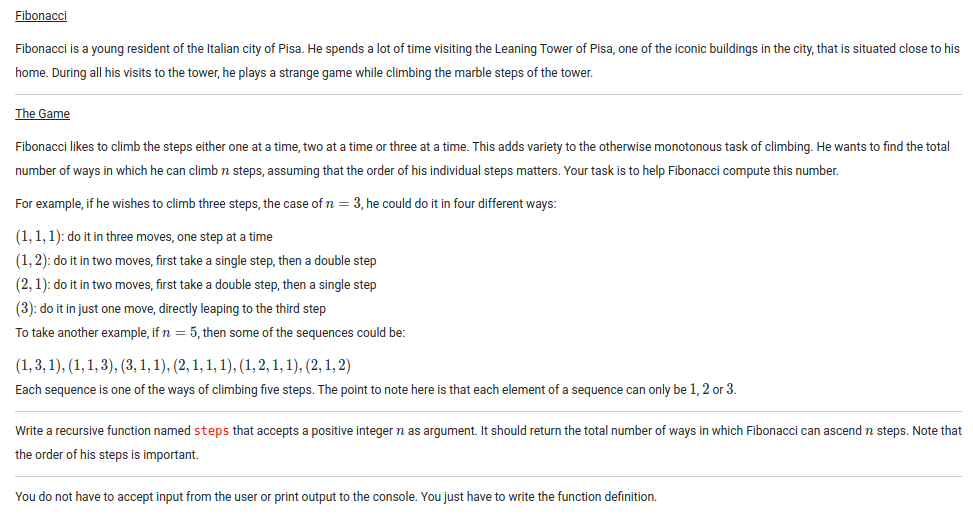 Fibonacci
Fibonacci is a young resident of the Italian city of Pisa. He spends a lot of time visiting the Leaning Tower of Pisa, one of the iconic buildings in the city, that is situated close to his
home. During all his visits to the tower, he plays a strange game while climbing the marble steps of the tower.
The Game
Fibonacci likes to climb the steps either one at a time, two at a time or three at a time. This adds variety to the otherwise monotonous task of climbing. He wants to find the total
number of ways in which he can climb n steps, assuming that the order of his individual steps matters. Your task is to help Fibonacci compute this number.
For example, if he wishes to climb three steps, the case of n = 3, he could do it in four different ways:
(1, 1, 1): do it in three moves, one step at a time
(1, 2): do it in two moves, first take a single step, then a double step
(2, 1): do it in two moves, first take a double step, then a single step
(3): do it in just one move, directly leaping to the third step
To take another example, if n = 5, then some of the sequences could be:
(1, 3, 1), (1, 1, 3), (3, 1, 1), (2, 1, 1, 1), (1, 2, 1, 1), (2, 1, 2)
Each sequence is one of the ways of climbing five steps. The point to note here is that each element of a sequence can only be 1, 2 or 3.
Write a recursive function named steps that accepts a positive integer n as argument. It should return the total number of ways in which Fibonacci can ascend n steps. Note that
the order of his steps is important.
You do not have to accept input from the user or print output to the console. You just have to write the function definition.